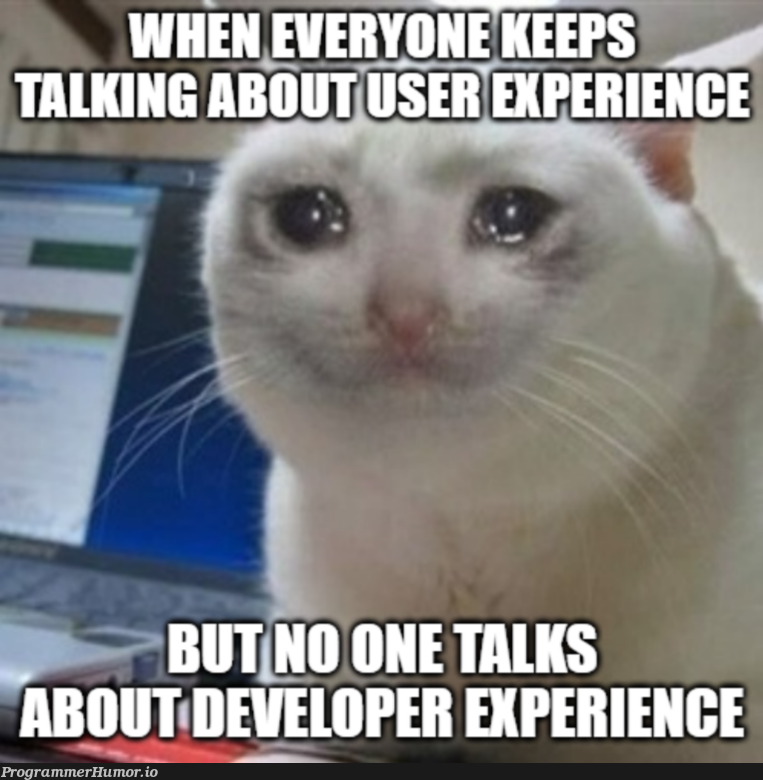 WHEN EVERYONE KEEPS
TALKING ABOUT USER EXPERIENCE
BUT NO ONE TALKS
ABOUT DEVELOPER EXPERIENCE
ProgrammerHumor.io